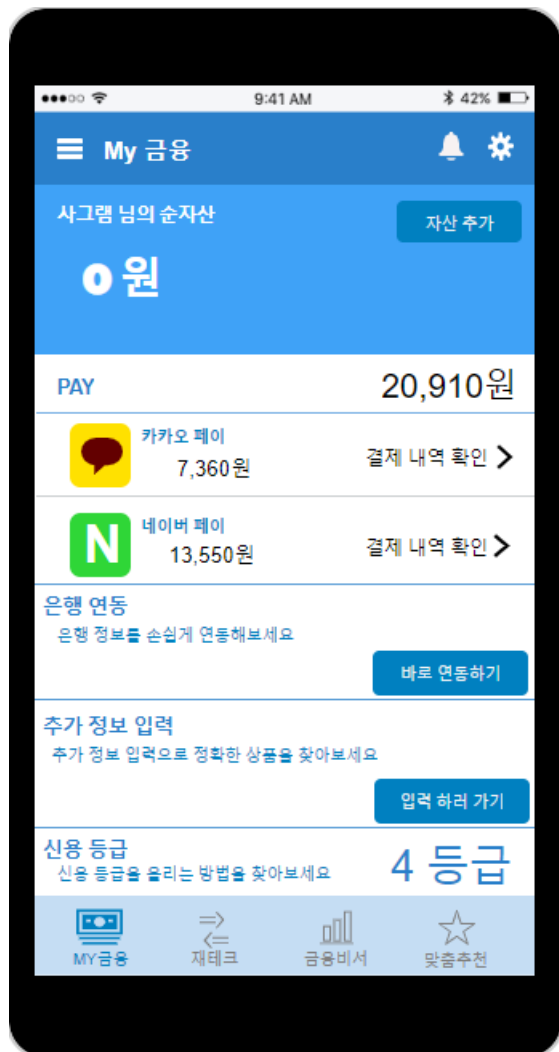 9:41 AM
42%
My 금융
사그램 님의 순자산
자산 추가
0원
PAY
20,910원
카카오 페이
7,360원
결제 내역 확인
N
네이버 페이
13,550원
결제 내역 확인
은행 연동
은행 정보를 손쉽게 연동해보세요
바로 연동하기
추가 정보 입력
추가 정보 입력으로 정확한 상품을 찾아보세요
입력 하러 가기
신용 등급
신용 등급을 올리는 방법을 찾아보세요
4 등급
MY금융
재테크
금융비서
맞춤추천